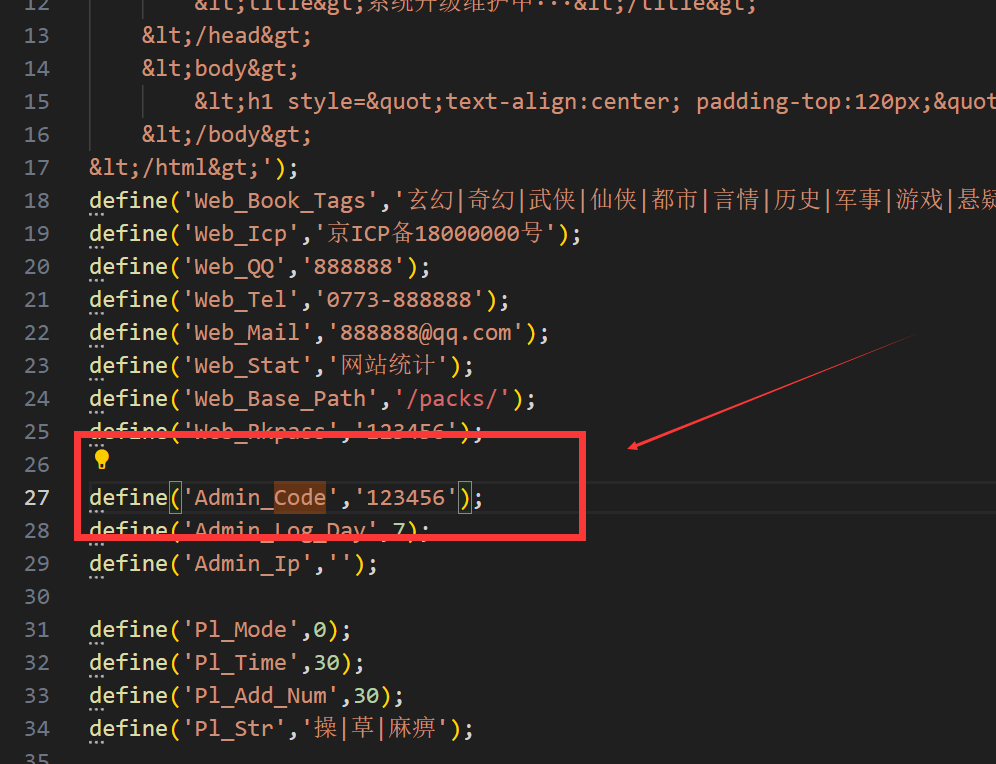 12 &lt;title&gt;系统升级维护中···&lt;/title&gt;
13 &lt;/head&gt;
14 &lt;body&gt;
15 &lt;h1 style=&quot;text-align:center; padding-top:120px;&quot
16 &lt;/body&gt;
17 &lt;/html&gt;');
18 define('Web_Book_Tags','玄幻|奇幻|武侠|仙侠|都市|言情|历史|军事|游戏|悬疑
19 define('Web_Icp','京ICP备18000000号');
20 define('Web_QQ','888888');
21 define('Web_Tel','0773-888888');
22 define('Web_Mail','888888@qq.com');
23 define('Web_Stat','网站统计');
24 define('Web_Base_Path','/packs/');
25 define('Web_Rkpass','123456');
26
27 define('Admin_Code','123456');
28 define('Admin_Log_Day',7);
29 define('Admin_Ip','');
30
31 define('Pl_Mode',0);
32 define('Pl_Time',30);
33 define('Pl_Add_Num',30);
34 define('Pl_Str','操|草|麻痹');
35